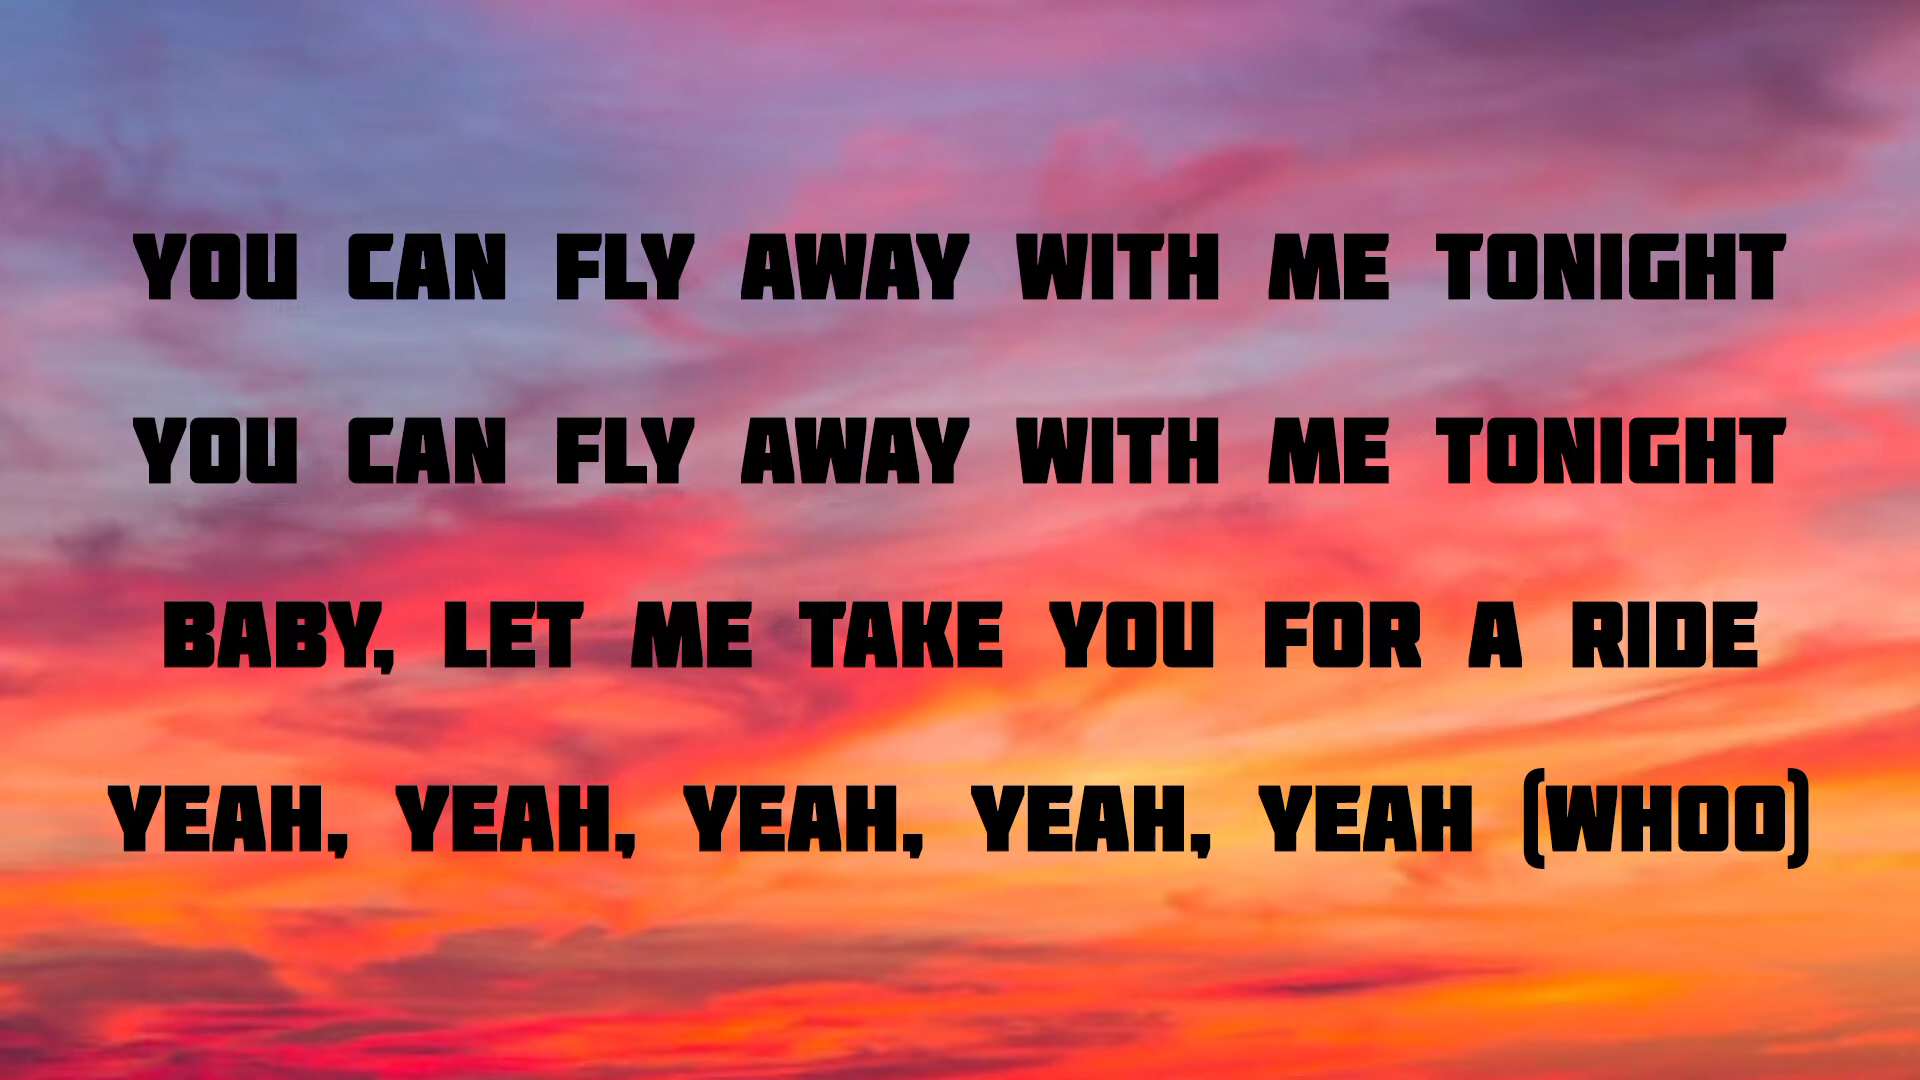 YOU CAN FLY AWAY WITH ME TONIGHT
YOU CAN FLY AWAY WITH ME TONIGHT
BABY, LET ME TAKE YOU FOR A RIDE
YEAH, YEAH, YEAH, YEAH, YEAH (WHOO)